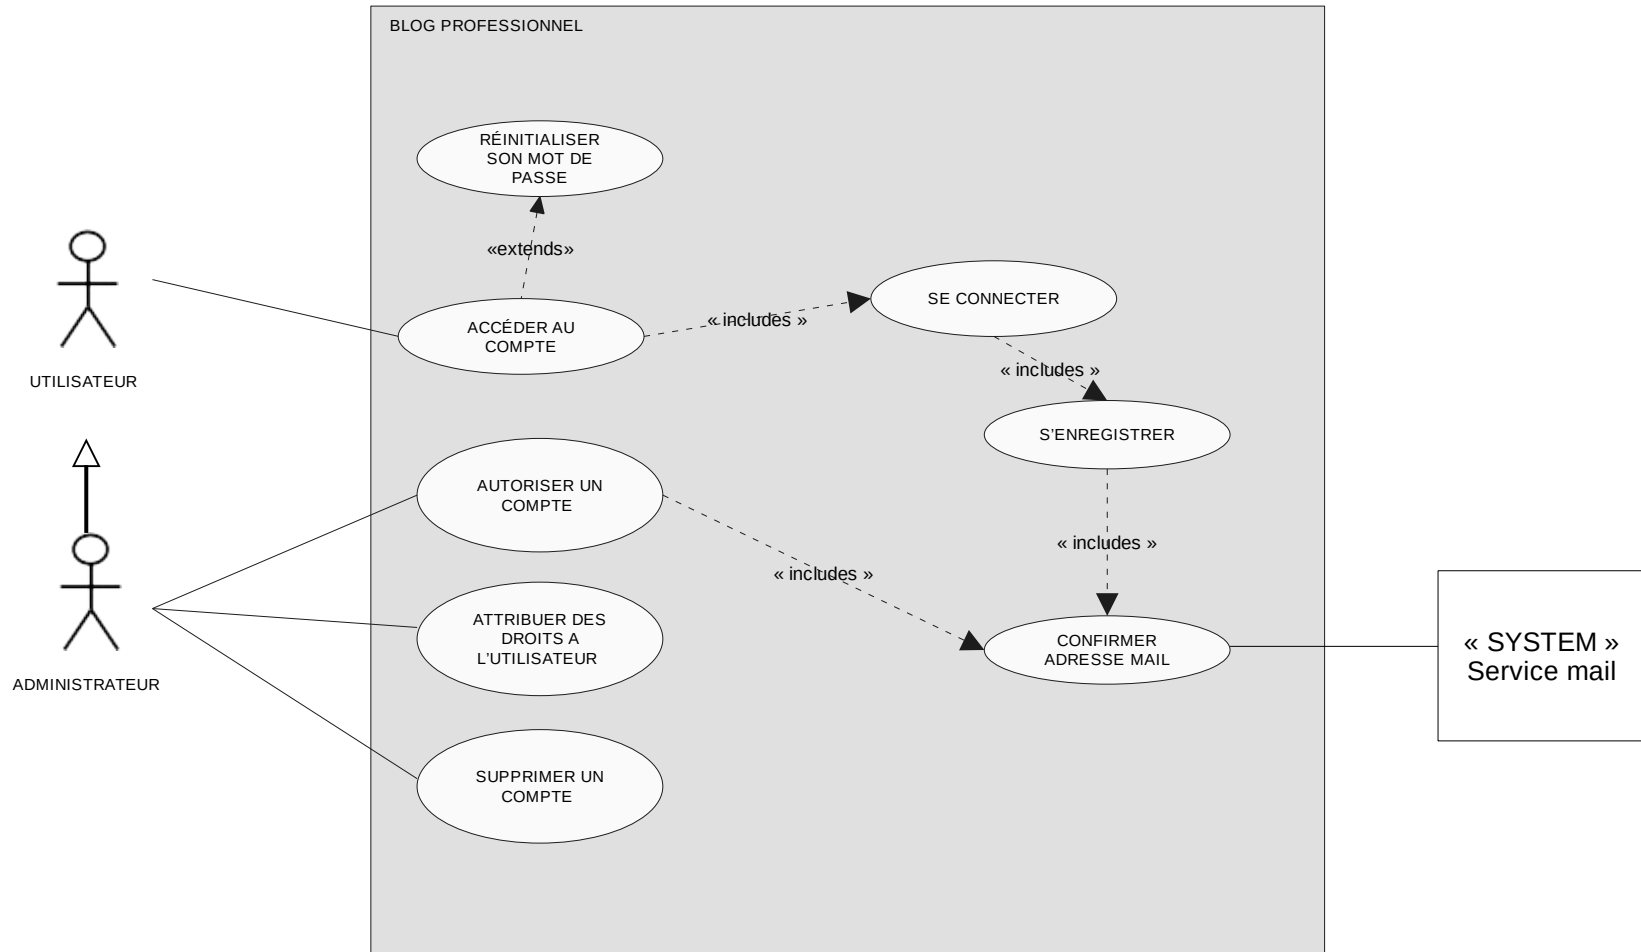 BLOG PROFESSIONNEL
RÉINITIALISER
SON MOT DE
PASSE
«extends»
SE CONNECTER
ACCÉDER AU
COMPTE
« includes »
« includes »
UTILISATEUR
S'ENREGISTRER
AUTORISER UN
COMPTE
« includes »
« includes »
ATTRIBUER DES
DROITS A
L'UTILISATEUR
CONFIRMER
ADRESSE MAIL
« SYSTEM »
Service mail
ADMINISTRATEUR
SUPPRIMER UN
COMPTE